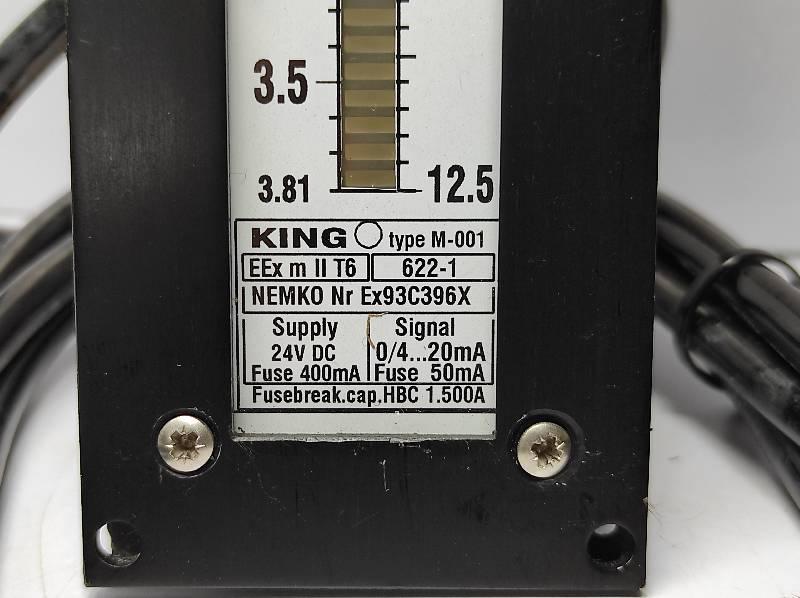 3.5
3.81 12.5
KING type M-001
EEx m II T6 622-1
NEMKO Nr Ex93C396X
Supply Signal
24V DC 0/4...20mA
Fuse 400mA Fuse 50mA
Fusebreak.cap.HBC 1.500A